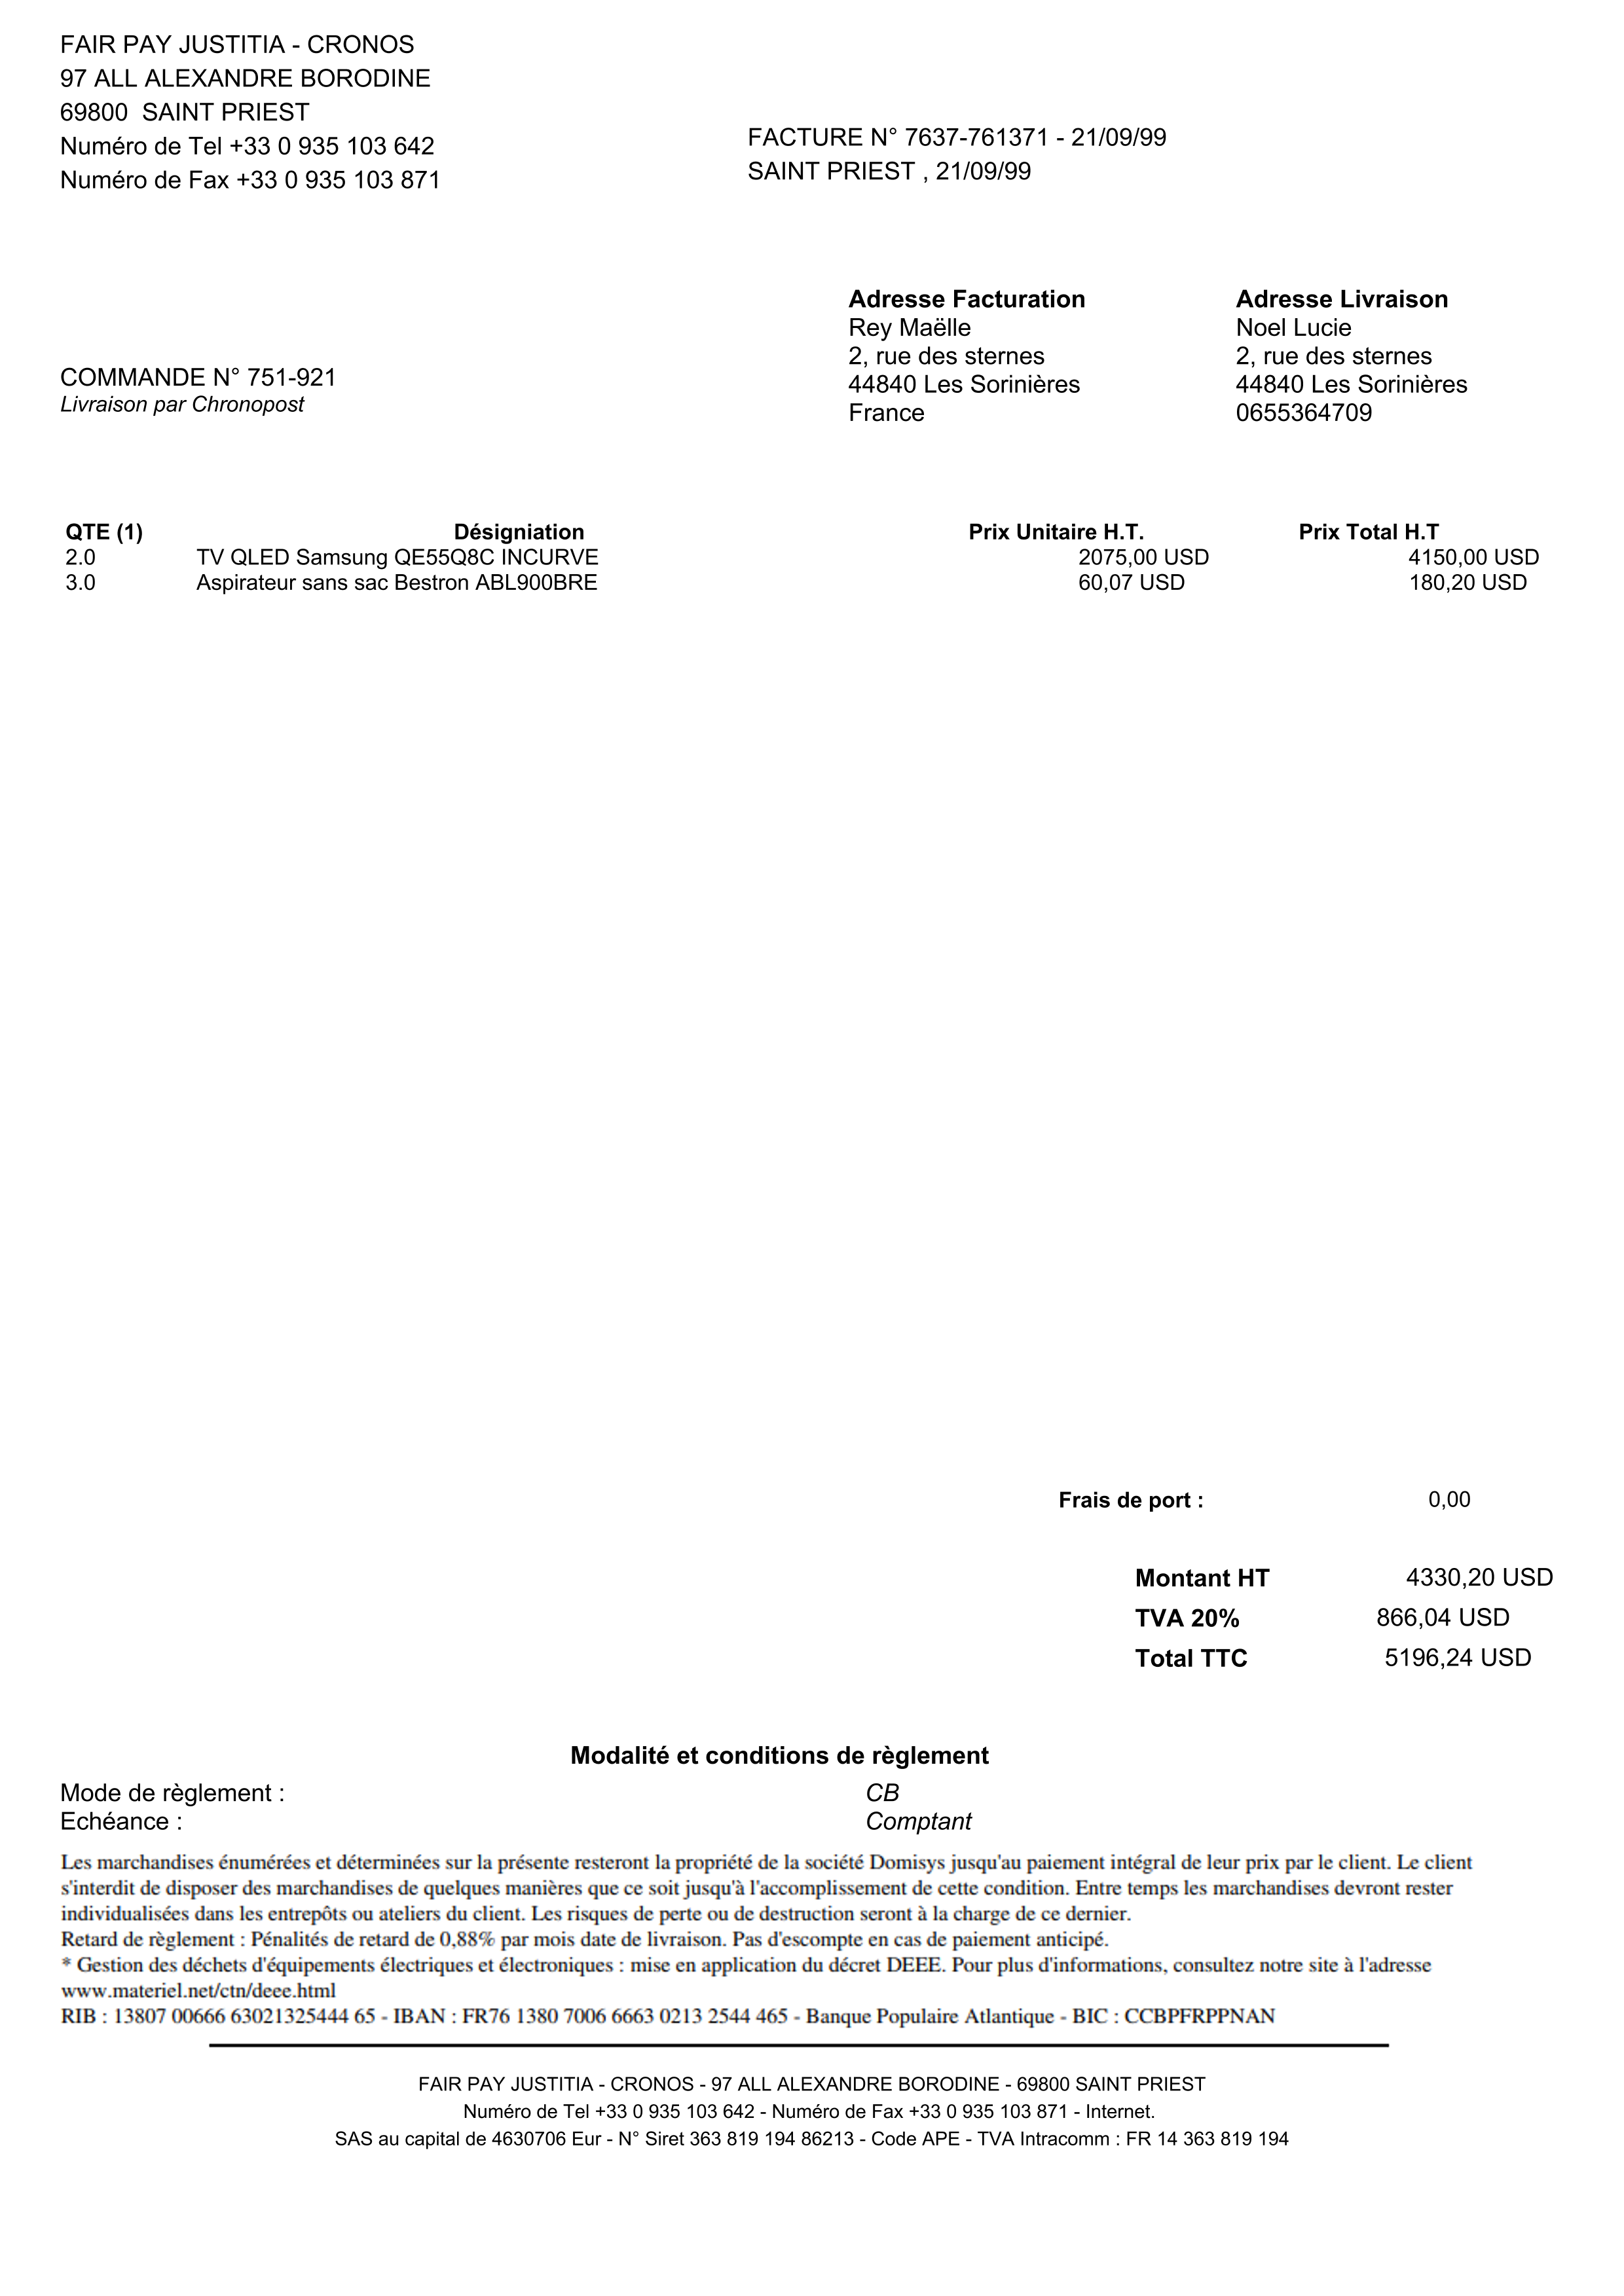 FAIR PAY JUSTITIA - CRONOS
97 ALL ALEXANDRE BORODINE
69800  SAINT PRIEST
Numéro de Tel +33 0 935 103 642
Numéro de Fax +33 0 935 103 871
FACTURE N° 7637-761371 - 21/09/99
SAINT PRIEST , 21/09/99
Adresse Facturation
Rey Maëlle
2, rue des sternes
44840 Les Sorinières
France
Adresse Livraison
Noel Lucie
2, rue des sternes
44840 Les Sorinières
0655364709
COMMANDE N° 751-921
Livraison par Chronopost
QTE (1) Désigniation Prix Unitaire H.T. Prix Total H.T
2.0 TV QLED Samsung QE55Q8C INCURVE 2075,00 USD 4150,00 USD
3.0 Aspirateur sans sac Bestron ABL900BRE 60,07 USD 180,20 USD
Frais de port : 0,00
Montant HT 4330,20 USD
TVA 20% 866,04 USD
Total TTC 5196,24 USD
Modalité et conditions de règlement
Mode de règlement : CB
Echéance : Comptant
Les marchandises énumérées et déterminées sur la présente resteront la propriété de la société Domisys jusqu'au paiement intégral de leur prix par le client. Le client
s'interdit de disposer des marchandises de quelques manières que ce soit jusqu'à l'accomplissement de cette condition. Entre temps les marchandises devront rester
individualisées dans les entrepôts ou ateliers du client. Les risques de perte ou de destruction seront à la charge de ce dernier.
Retard de règlement : Pénalités de retard de 0,88% par mois date de livraison. Pas d'escompte en cas de paiement anticipé.
* Gestion des déchets d'équipements électriques et électroniques : mise en application du décret DEEE. Pour plus d'informations, consultez notre site à l'adresse
www.materiel.net/ctn/deee.html
RIB : 13807 00666 63021325444 65 - IBAN : FR76 1380 7006 6663 0213 2544 465 - Banque Populaire Atlantique - BIC : CCBPFRPPNAN
FAIR PAY JUSTITIA - CRONOS - 97 ALL ALEXANDRE BORODINE - 69800 SAINT PRIEST
Numéro de Tel +33 0 935 103 642 - Numéro de Fax +33 0 935 103 871 - Internet.
SAS au capital de 4630706 Eur - N° Siret 363 819 194 86213 - Code APE - TVA Intracomm : FR 14 363 819 194